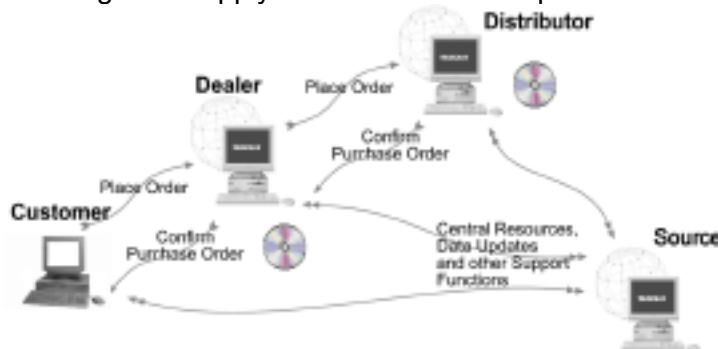 Distributor
Dealer
Place Order
Confirm
Purchase Order
Place Order
Customer
Confirm
Purchase Order
Central Resources,
Data Updates
and other Support
Functions
Source